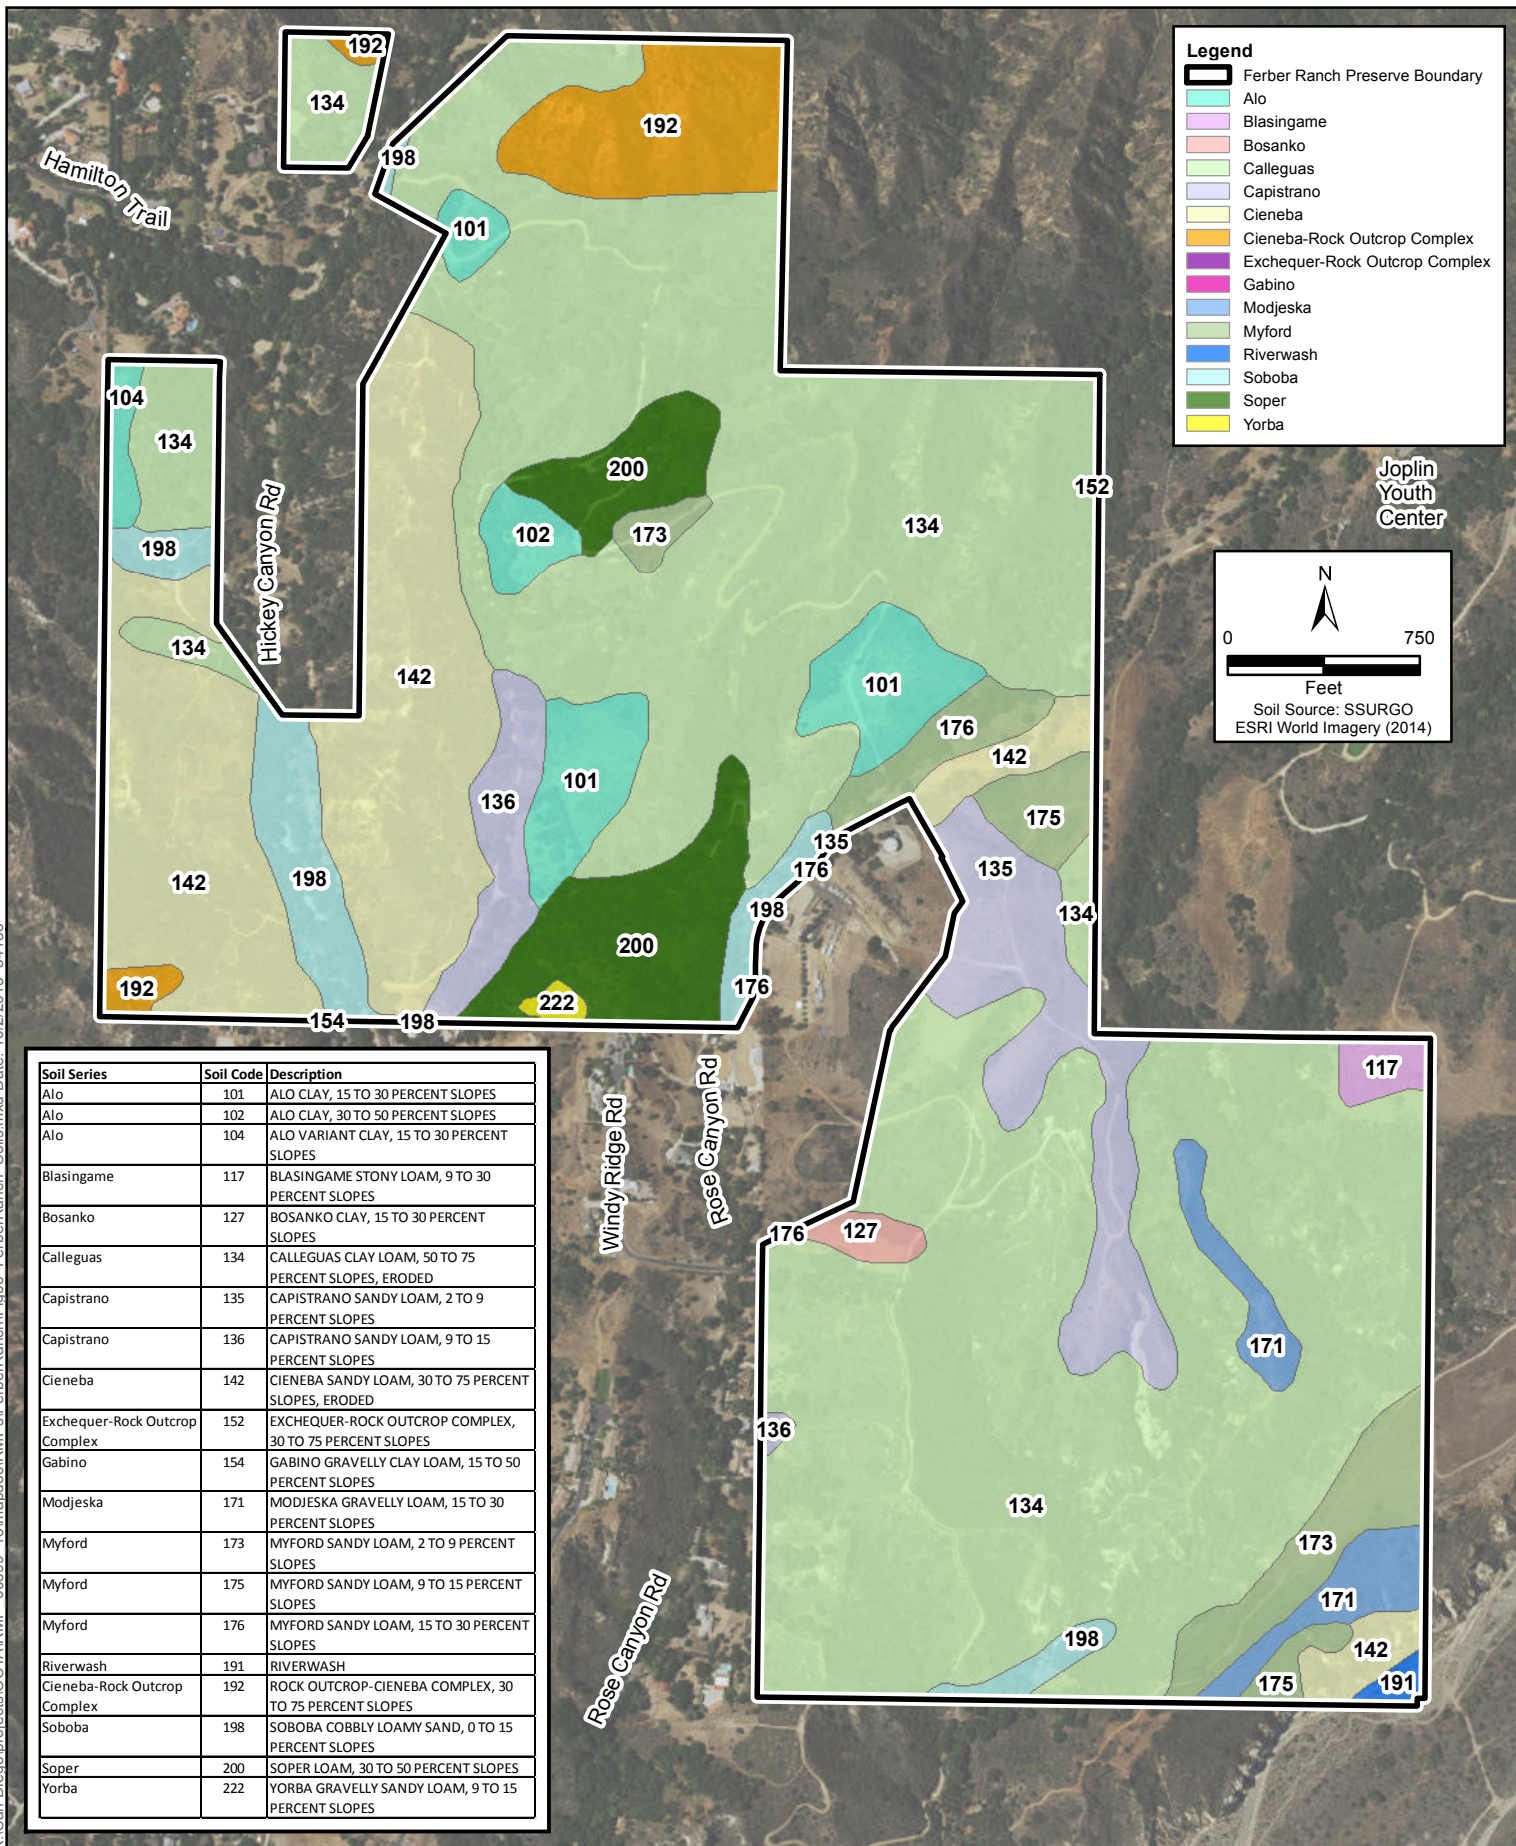 Legend
Ferber Ranch Preserve Boundary
Alo
Blasingame
Bosanko
Calleguas
Capistrano
Cieneba
Cieneba-Rock Outcrop Complex
Exchequer-Rock Outcrop Complex
Gabino
Modjeska
Myford
Riverwash
Soboba
Soper
Yorba
192
134
192
198
Hamilton Trail
101
104
134
152
Joplin
Youth
Center
200
134
102
173
198
Hickey Canyon Rd
N
0 750
Feet
Soil Source: SSURGO
ESRI World Imagery (2014)
134
142
101
176
142
101
136
175
135
176
135
142
198
198
134
200
176
192
222
154
198
117
Windy Ridge Rd
Rose Canyon Rd
176
127
171
136
134
173
171
Rose Canyon Rd
198
142
175
191
Soil Series Soil Code Description
Alo 101 ALO CLAY, 15 TO 30 PERCENT SLOPES
Alo 102 ALO CLAY, 30 TO 50 PERCENT SLOPES
Alo 104 ALO VARIANT CLAY, 15 TO 30 PERCENT
SLOPES
Blasingame 117 BLASINGAME STONY LOAM, 9 TO 30
PERCENT SLOPES
Bosanko 127 BOSANKO CLAY, 15 TO 30 PERCENT
SLOPES
Calleguas 134 CALLEGUAS CLAY LOAM, 50 TO 75
PERCENT SLOPES, ERODED
Capistrano 135 CAPISTRANO SANDY LOAM, 2 TO 9
PERCENT SLOPES
Capistrano 136 CAPISTRANO SANDY LOAM, 9 TO 15
PERCENT SLOPES
Cieneba 142 CIENEBA SANDY LOAM, 30 TO 75 PERCENT
SLOPES, ERODED
Exchequer-Rock Outcrop 152 EXCHEQUER-ROCK OUTCROP COMPLEX,
Complex 30 TO 75 PERCENT SLOPES
Gabino 154 GABINO GRAVELLY CLAY LOAM, 15 TO 50
PERCENT SLOPES
Modjeska 171 MODJESKA GRAVELLY LOAM, 15 TO 30
PERCENT SLOPES
Myford 173 MYFORD SANDY LOAM, 2 TO 9 PERCENT
SLOPES
Myford 175 MYFORD SANDY LOAM, 9 TO 15 PERCENT
SLOPES
Myford 176 MYFORD SANDY LOAM, 15 TO 30 PERCENT
SLOPES
Riverwash 191 RIVERWASH
Cieneba-Rock Outcrop 192 ROCK OUTCROP-CIENEBA COMPLEX, 30
Complex TO 75 PERCENT SLOPES
Soboba 198 SOBOBA COBBLY LOAMY SAND, 0 TO 15
PERCENT SLOPES
Soper 200 SOPER LOAM, 30 TO 50 PERCENT SLOPES
Yorba 222 YORBA GRAVELLY SANDY LOAM, 9 TO 15
PERCENT SLOPES